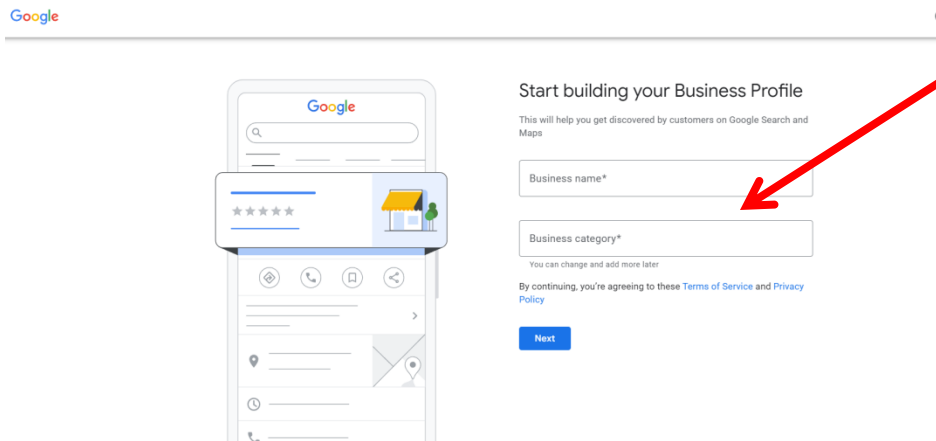 Google
Google
Start building your Business Profile
This will help you get discovered by customers on Google Search and
Maps
Business name*
Business category*
You can change and add more later
By continuing, you're agreeing to these Terms of Service and Privacy
Policy
Next